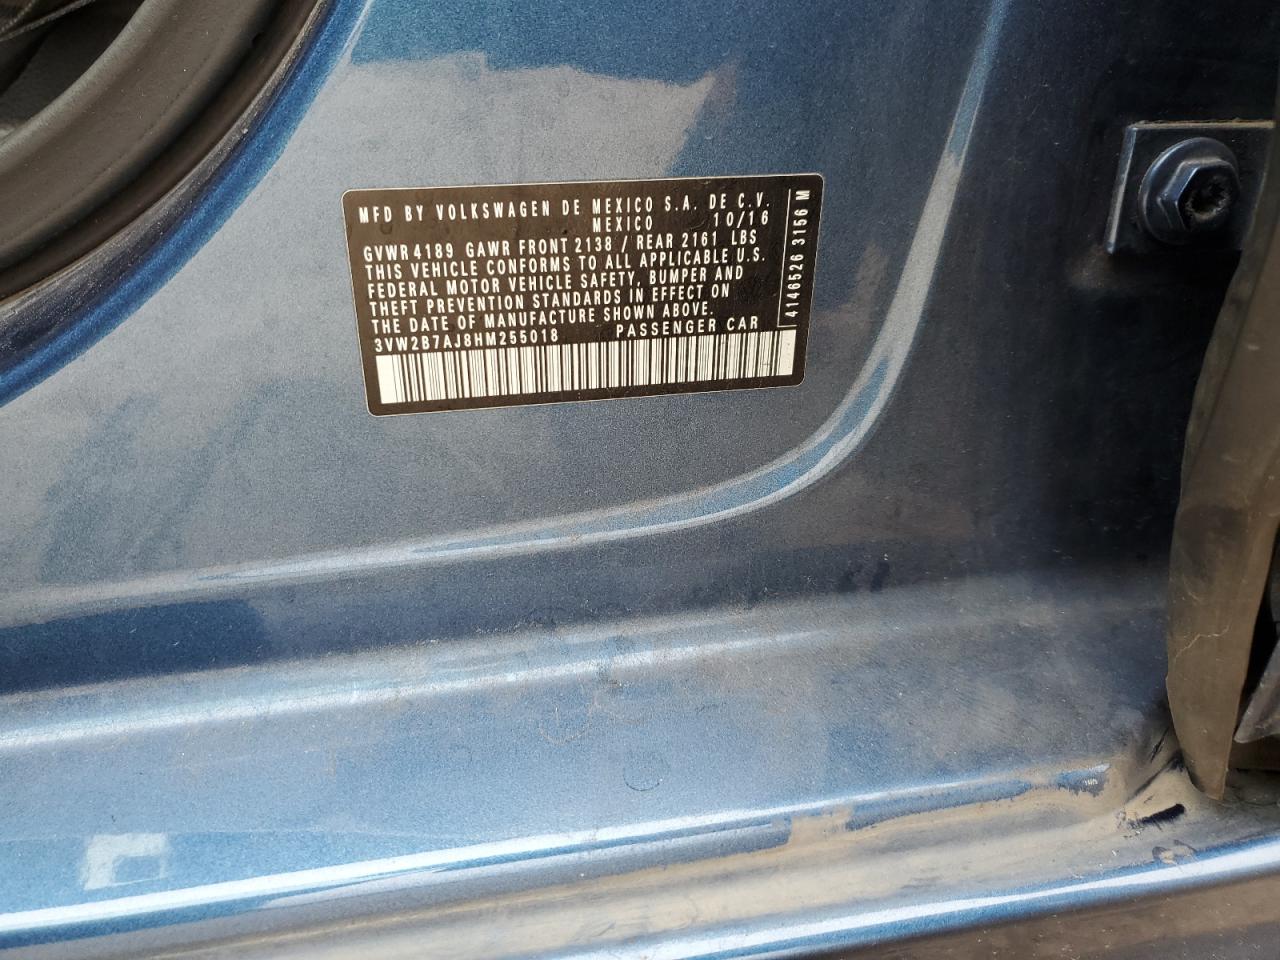 MFD BY VOLKSWAGEN DE MEXICO S.A. DE C.V.
MEXICO 10/16
GVWR 4189 GAWR FRONT 2138 / REAR 2161 LBS
THIS VEHICLE CONFORMS TO ALL APPLICABLE U.S.
FEDERAL MOTOR VEHICLE SAFETY, BUMPER AND
THEFT PREVENTION STANDARDS IN EFFECT ON
THE DATE OF MANUFACTURE SHOWN ABOVE.
3VW2B7AJ8HM255018 PASSENGER CAR
4146526 3156 M